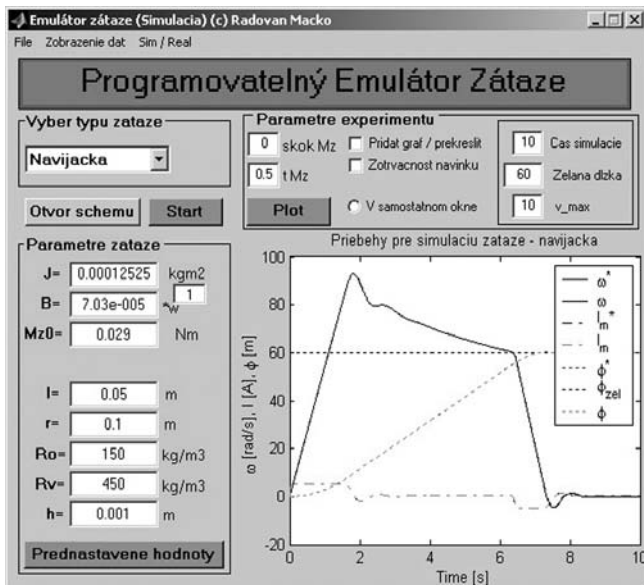 Emulátor záťaze (Simulacia) (c) Radovan Macko
File Zobrazenie dat Sim / Real
Programovatelný Emulátor Zátaze
Vyber typu zataze
Navijacka
Otvor schemu
Start
Parametre experimentu
0 skok Mz
0.5 t Mz
Pridat graf / prekreslit
Zotrvacnost navinku
Plot
V samostatnom okne
10 Cas simulacie
60 Zelana dlzka
10 v_max
Parametre zataze
J= 0.00012525 kgm2
B= 7.03e-005 ~w 1
Mz0= 0.029 Nm
l= 0.05 m
r= 0.1 m
Ro= 150 kg/m3
Rv= 450 kg/m3
h= 0.001 m
Prednastavene hodnoty
Priebehy pre simulaciu zataze - navijacka
ω [rad/s], I [A], ϕ [m]
100
80
60
40
20
0
-20
0 2 4 6 8 10
Time [s]
ω*
ω
I_m*
I_m
ϕ*
ϕ_zel
ϕ